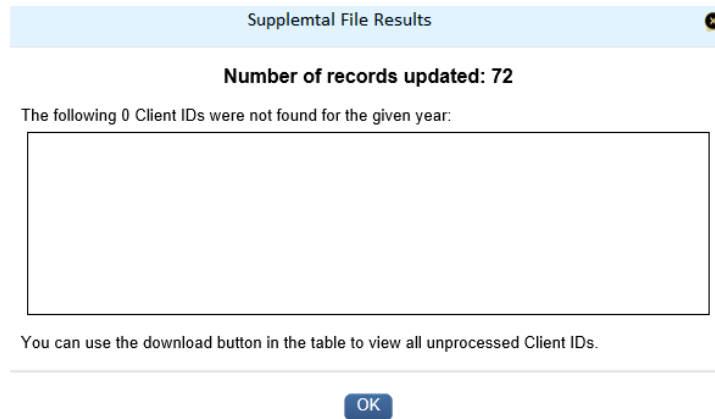 Supplemtal File Results
Number of records updated: 72
The following 0 Client IDs were not found for the given year:
You can use the download button in the table to view all unprocessed Client IDs.
OK